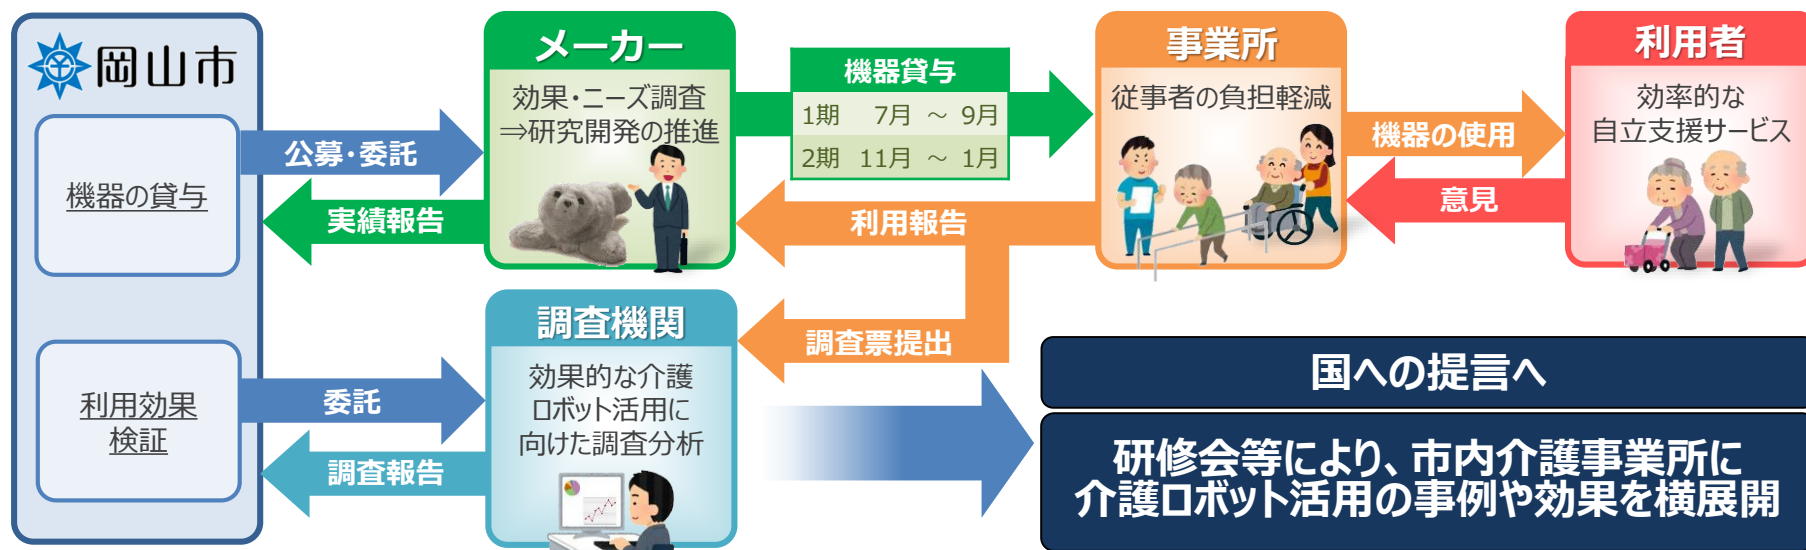 岡山市
機器の貸与
利用効果
検証
公募・委託
実績報告
委託
調査報告
メーカー
効果・ニーズ調査
⇒研究開発の推進
調査機関
効果的な介護
ロボット活用に
向けた調査分析
機器貸与
1期 7月 ～ 9月
2期 11月 ～ 1月
利用報告
調査票提出
事業所
従事者の負担軽減
機器の使用
意見
利用者
効率的な
自立支援サービス
国への提言へ
研修会等により、市内介護事業所に
介護ロボット活用の事例や効果を横展開